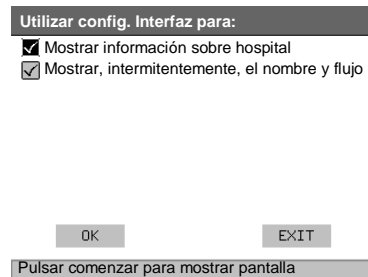 Utilizar config. Interfaz para:
Mostrar información sobre hospital
Mostrar, intermitentemente, el nombre y flujo
OK EXIT
Pulsar comenzar para mostrar pantalla